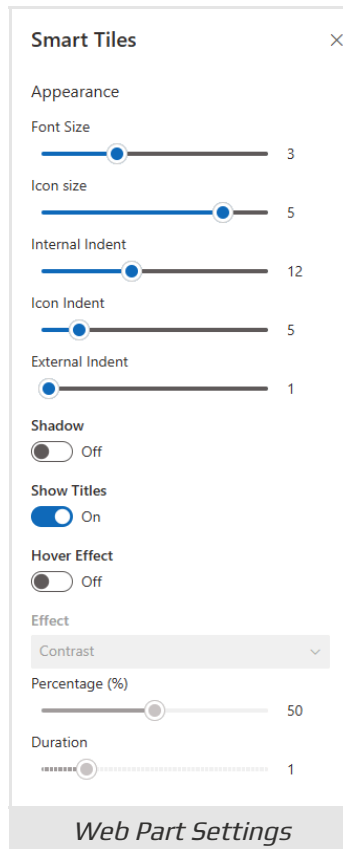 Smart Tiles
Appearance
Font Size
3
Icon size
5
Internal Indent
12
Icon Indent
5
External Indent
1
Shadow
Off
Show Titles
On
Hover Effect
Off
Effect
Contrast
Percentage (%)
50
Duration
1
Web Part Settings